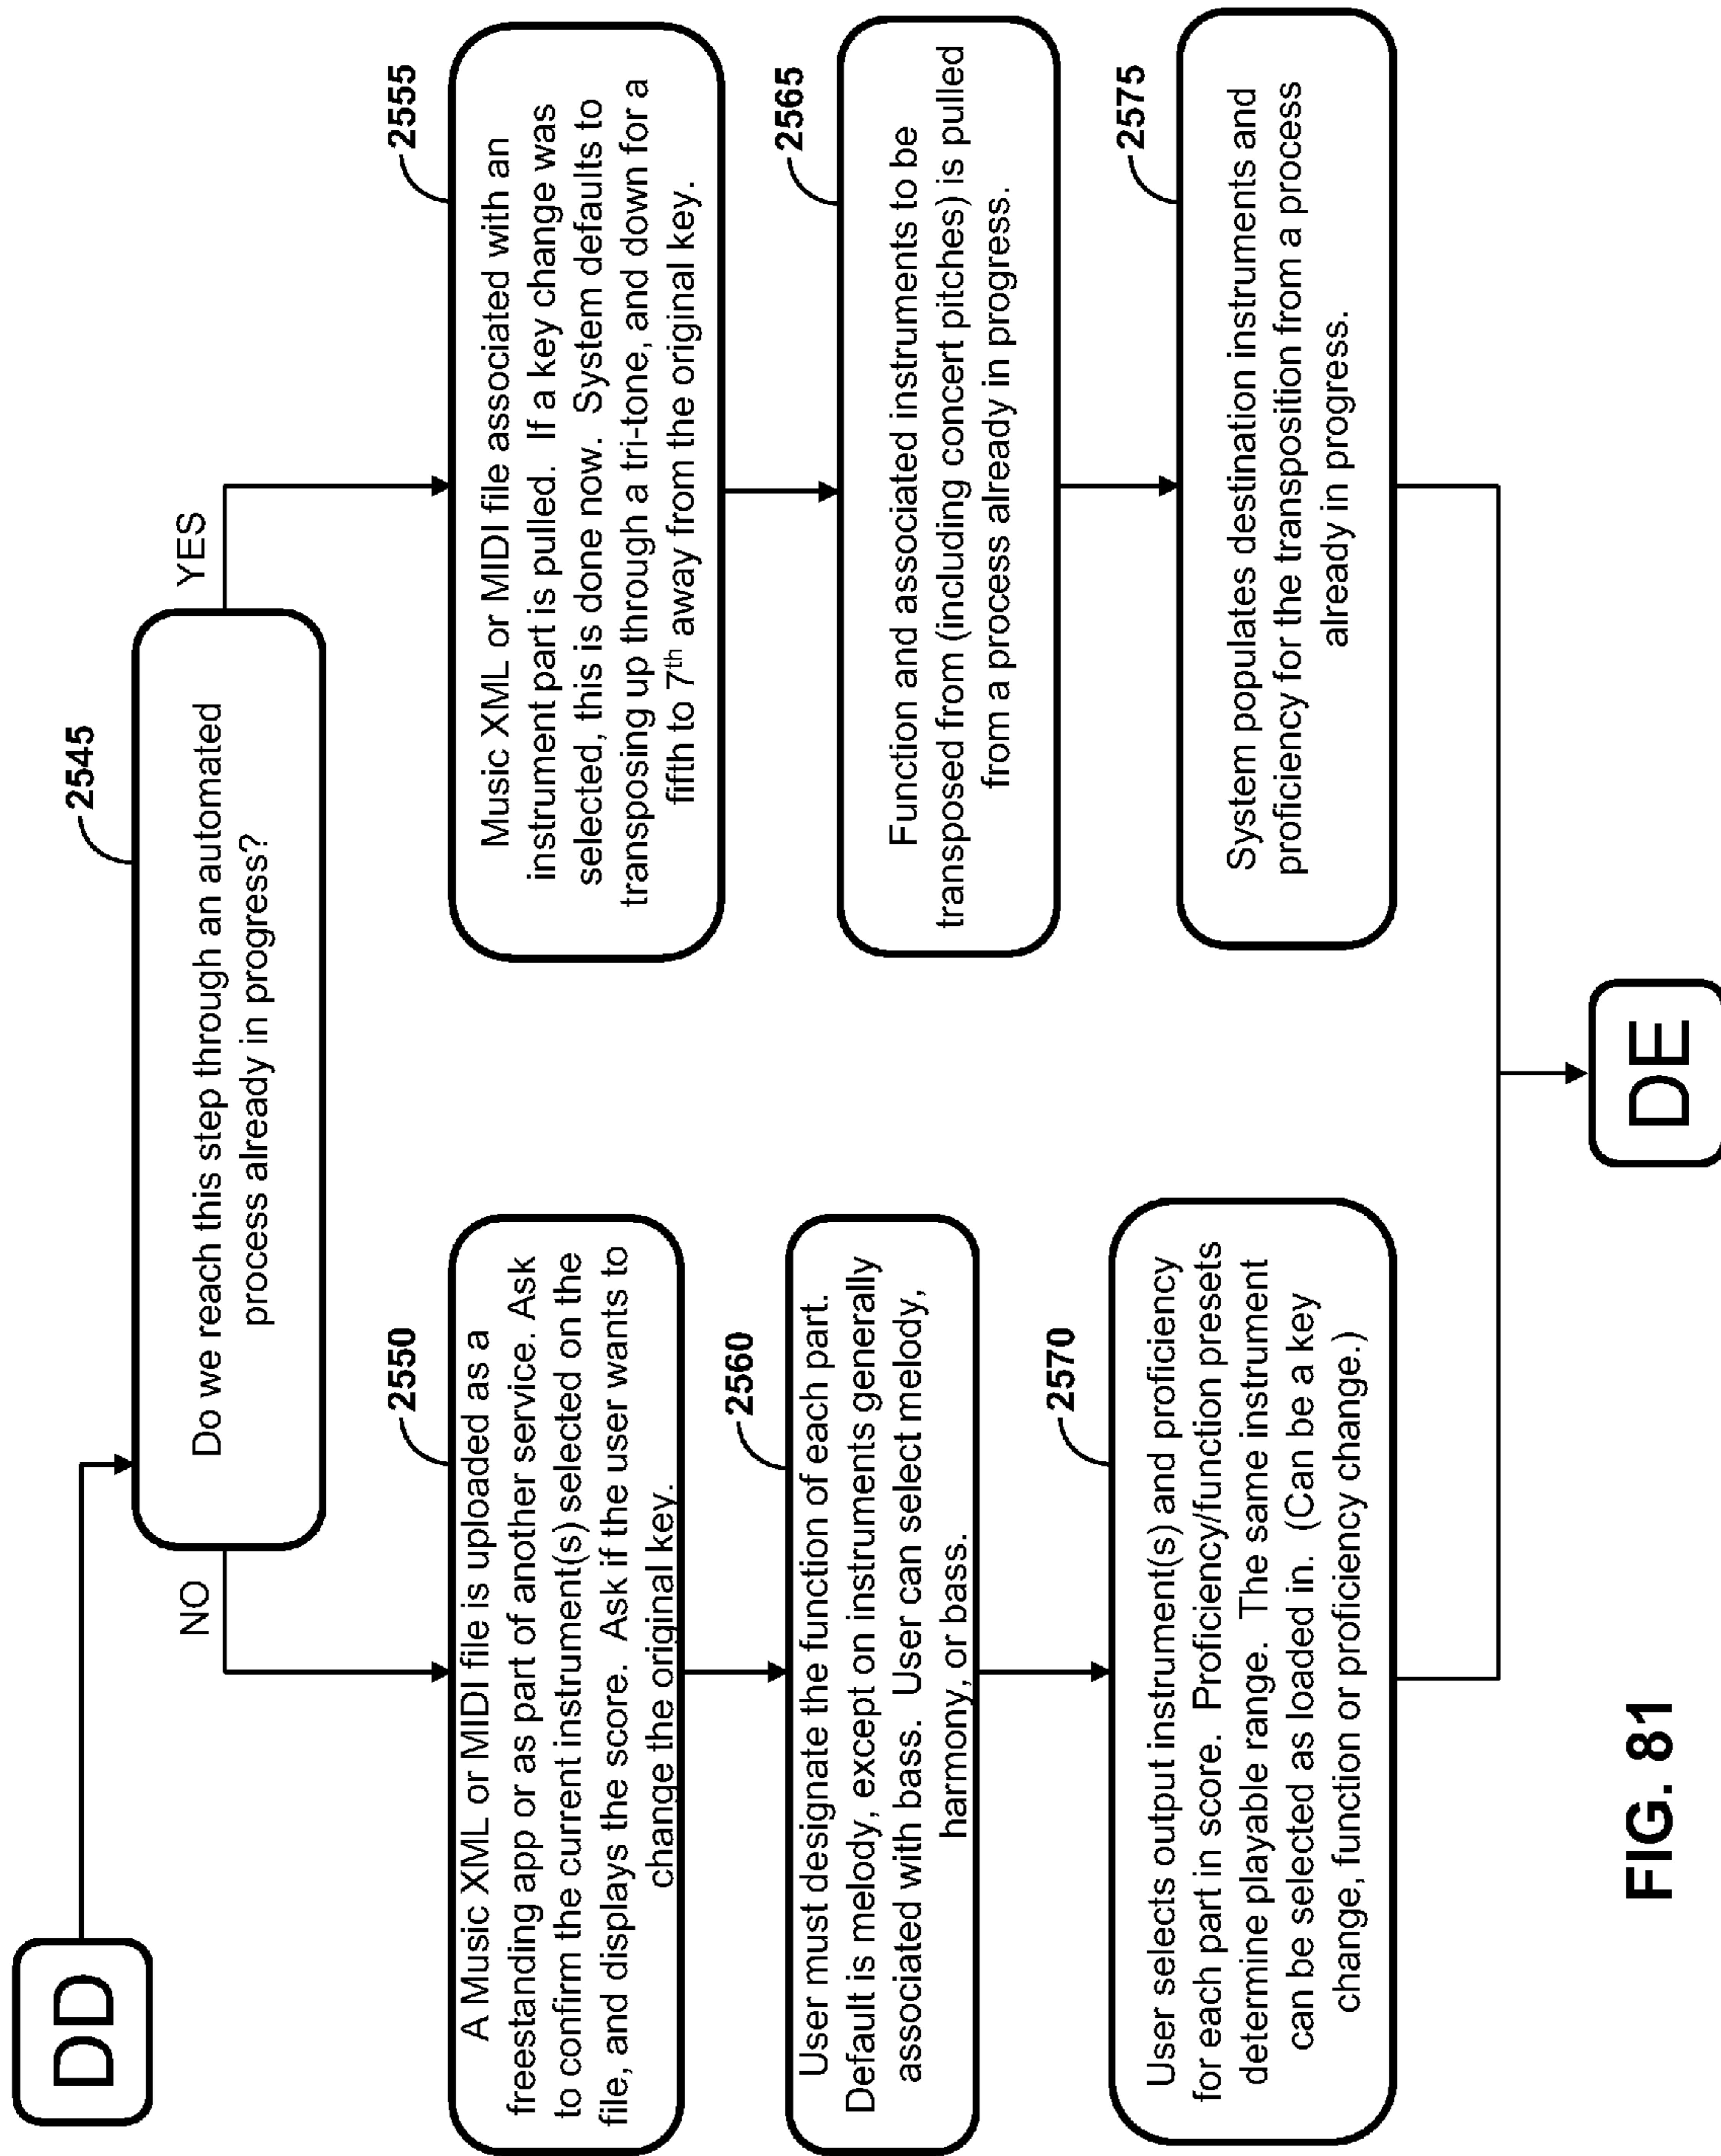 DD
2545
Do we reach this step through an automated
process already in progress?
NO
YES
2550
A Music XML or MIDI file is uploaded as a
freestanding app or as part of another service. Ask
to confirm the current instrument(s) selected on the
file, and displays the score.  Ask if the user wants to
change the original key.
2555
Music XML or MIDI file associated with an
instrument part is pulled.  If a key change was
selected, this is done now.  System defaults to
transposing up through a tri-tone, and down for a
fifth to 7th away from the original key.
2560
User must designate the function of each part.
Default is melody, except on instruments generally
associated with bass.  User can select melody,
harmony, or bass.
2565
Function and associated instruments to be
transposed from (including concert pitches) is pulled
from a process already in progress.
2570
User selects output instrument(s) and proficiency
for each part in score.  Proficiency/function presets
determine playable range.  The same instrument
can be selected as loaded in.  (Can be a key
change, function or proficiency change.)
2575
System populates destination instruments and
proficiency for the transposition from a process
already in progress.
DE
FIG. 81